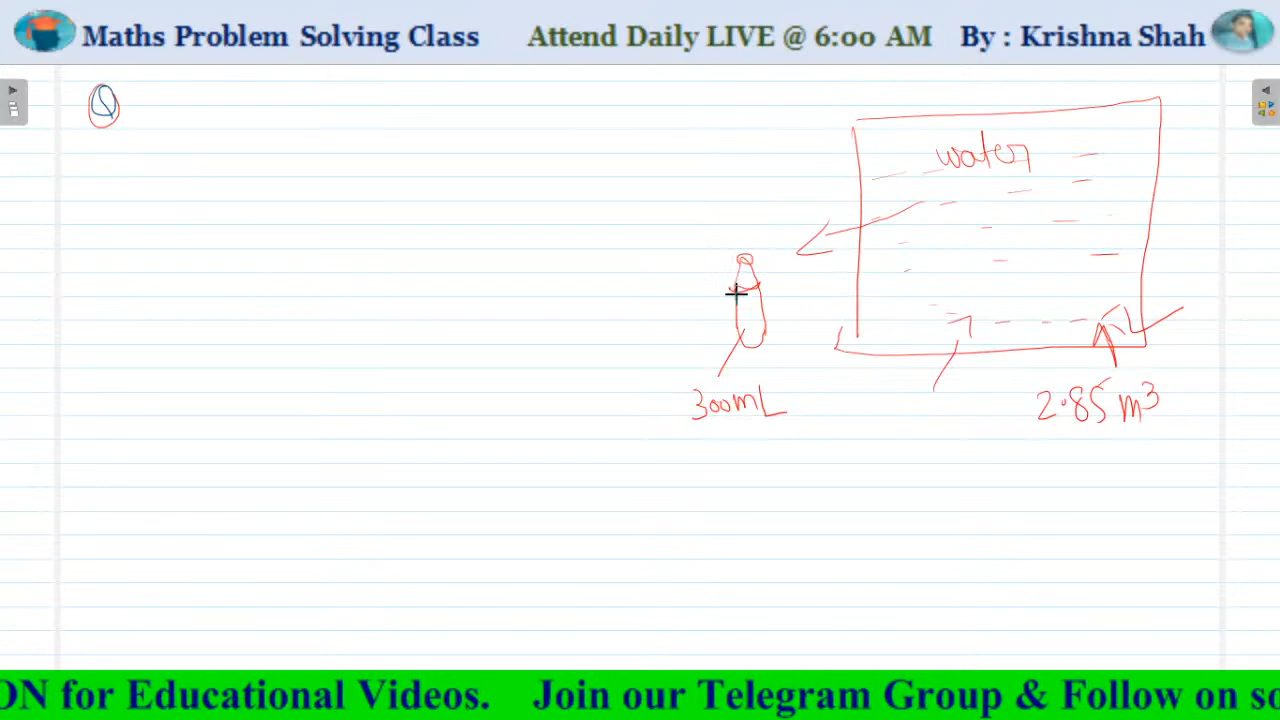 Maths Problem Solving Class Attend Daily LIVE @ 6:00 AM By : Krishna Shah
Q
water
300mL
2.85 m³
ON for Educational Videos. Join our Telegram Group & Follow on so